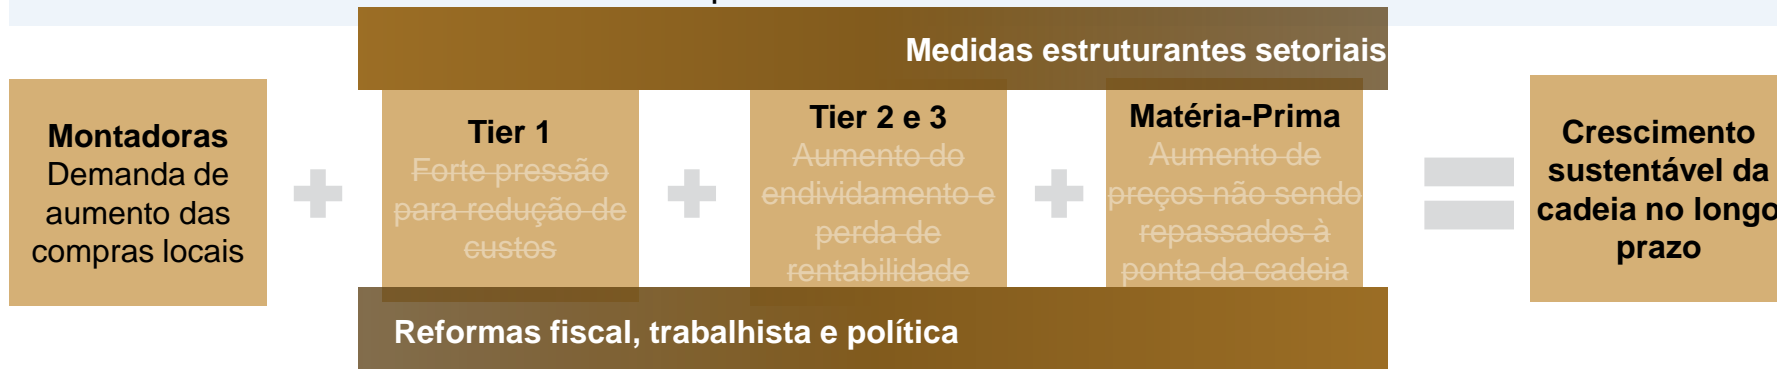 Medidas estruturantes setoriais
Montadoras
Demanda de
aumento das
compras locais
Tier 1
Forte pressão
para redução de
custos
Tier 2 e 3
Aumento do
endividamento e
perda de
rentabilidade
Matéria-Prima
Aumento de
preços não sendo
repassados à
ponta da cadeia
Crescimento
sustentável da
cadeia no longo
prazo
Reformas fiscal, trabalhista e política